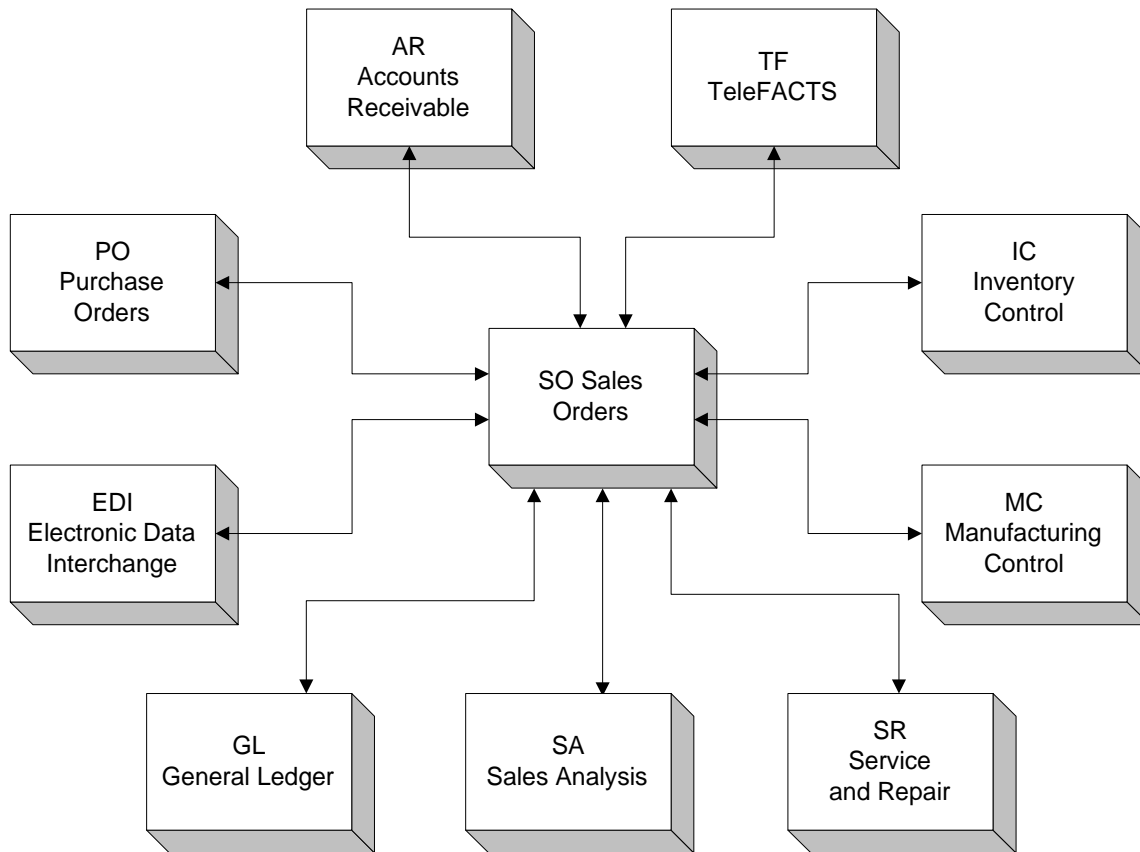 AR
Accounts
Receivable
TF
TeleFACTS
PO
Purchase
Orders
IC
Inventory
Control
SO Sales
Orders
EDI
Electronic Data
Interchange
MC
Manufacturing
Control
GL
General Ledger
SA
Sales Analysis
SR
Service
and Repair